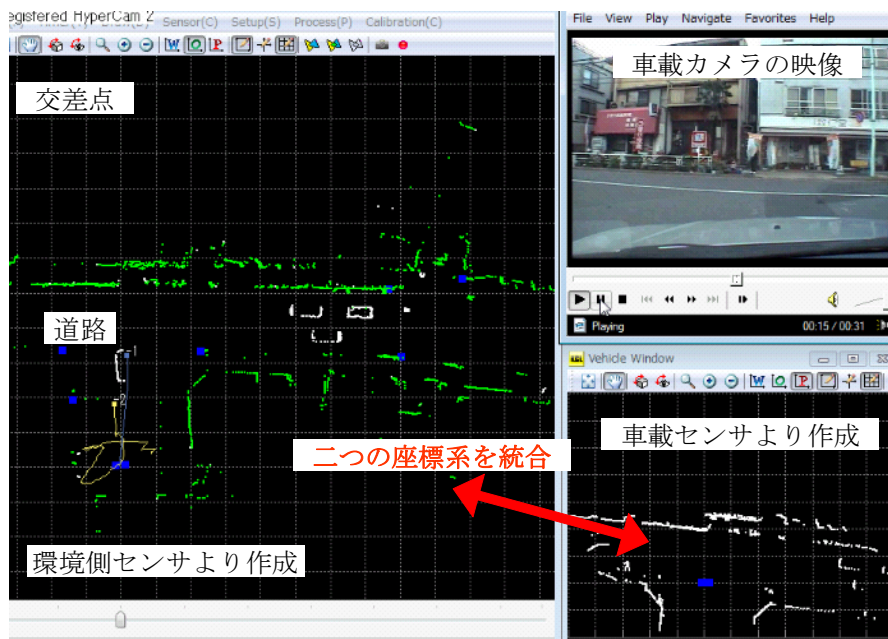 egistered HyperCam 2
Sensor(C) Setup(S) Process(P) Calibration(C)
File View Play Navigate Favorites Help
車載カメラの映像
交差点
道路
Playing
00:15 / 00:31
Vehicle Window
車載センサより作成
二つの座標系を統合
環境側センサより作成